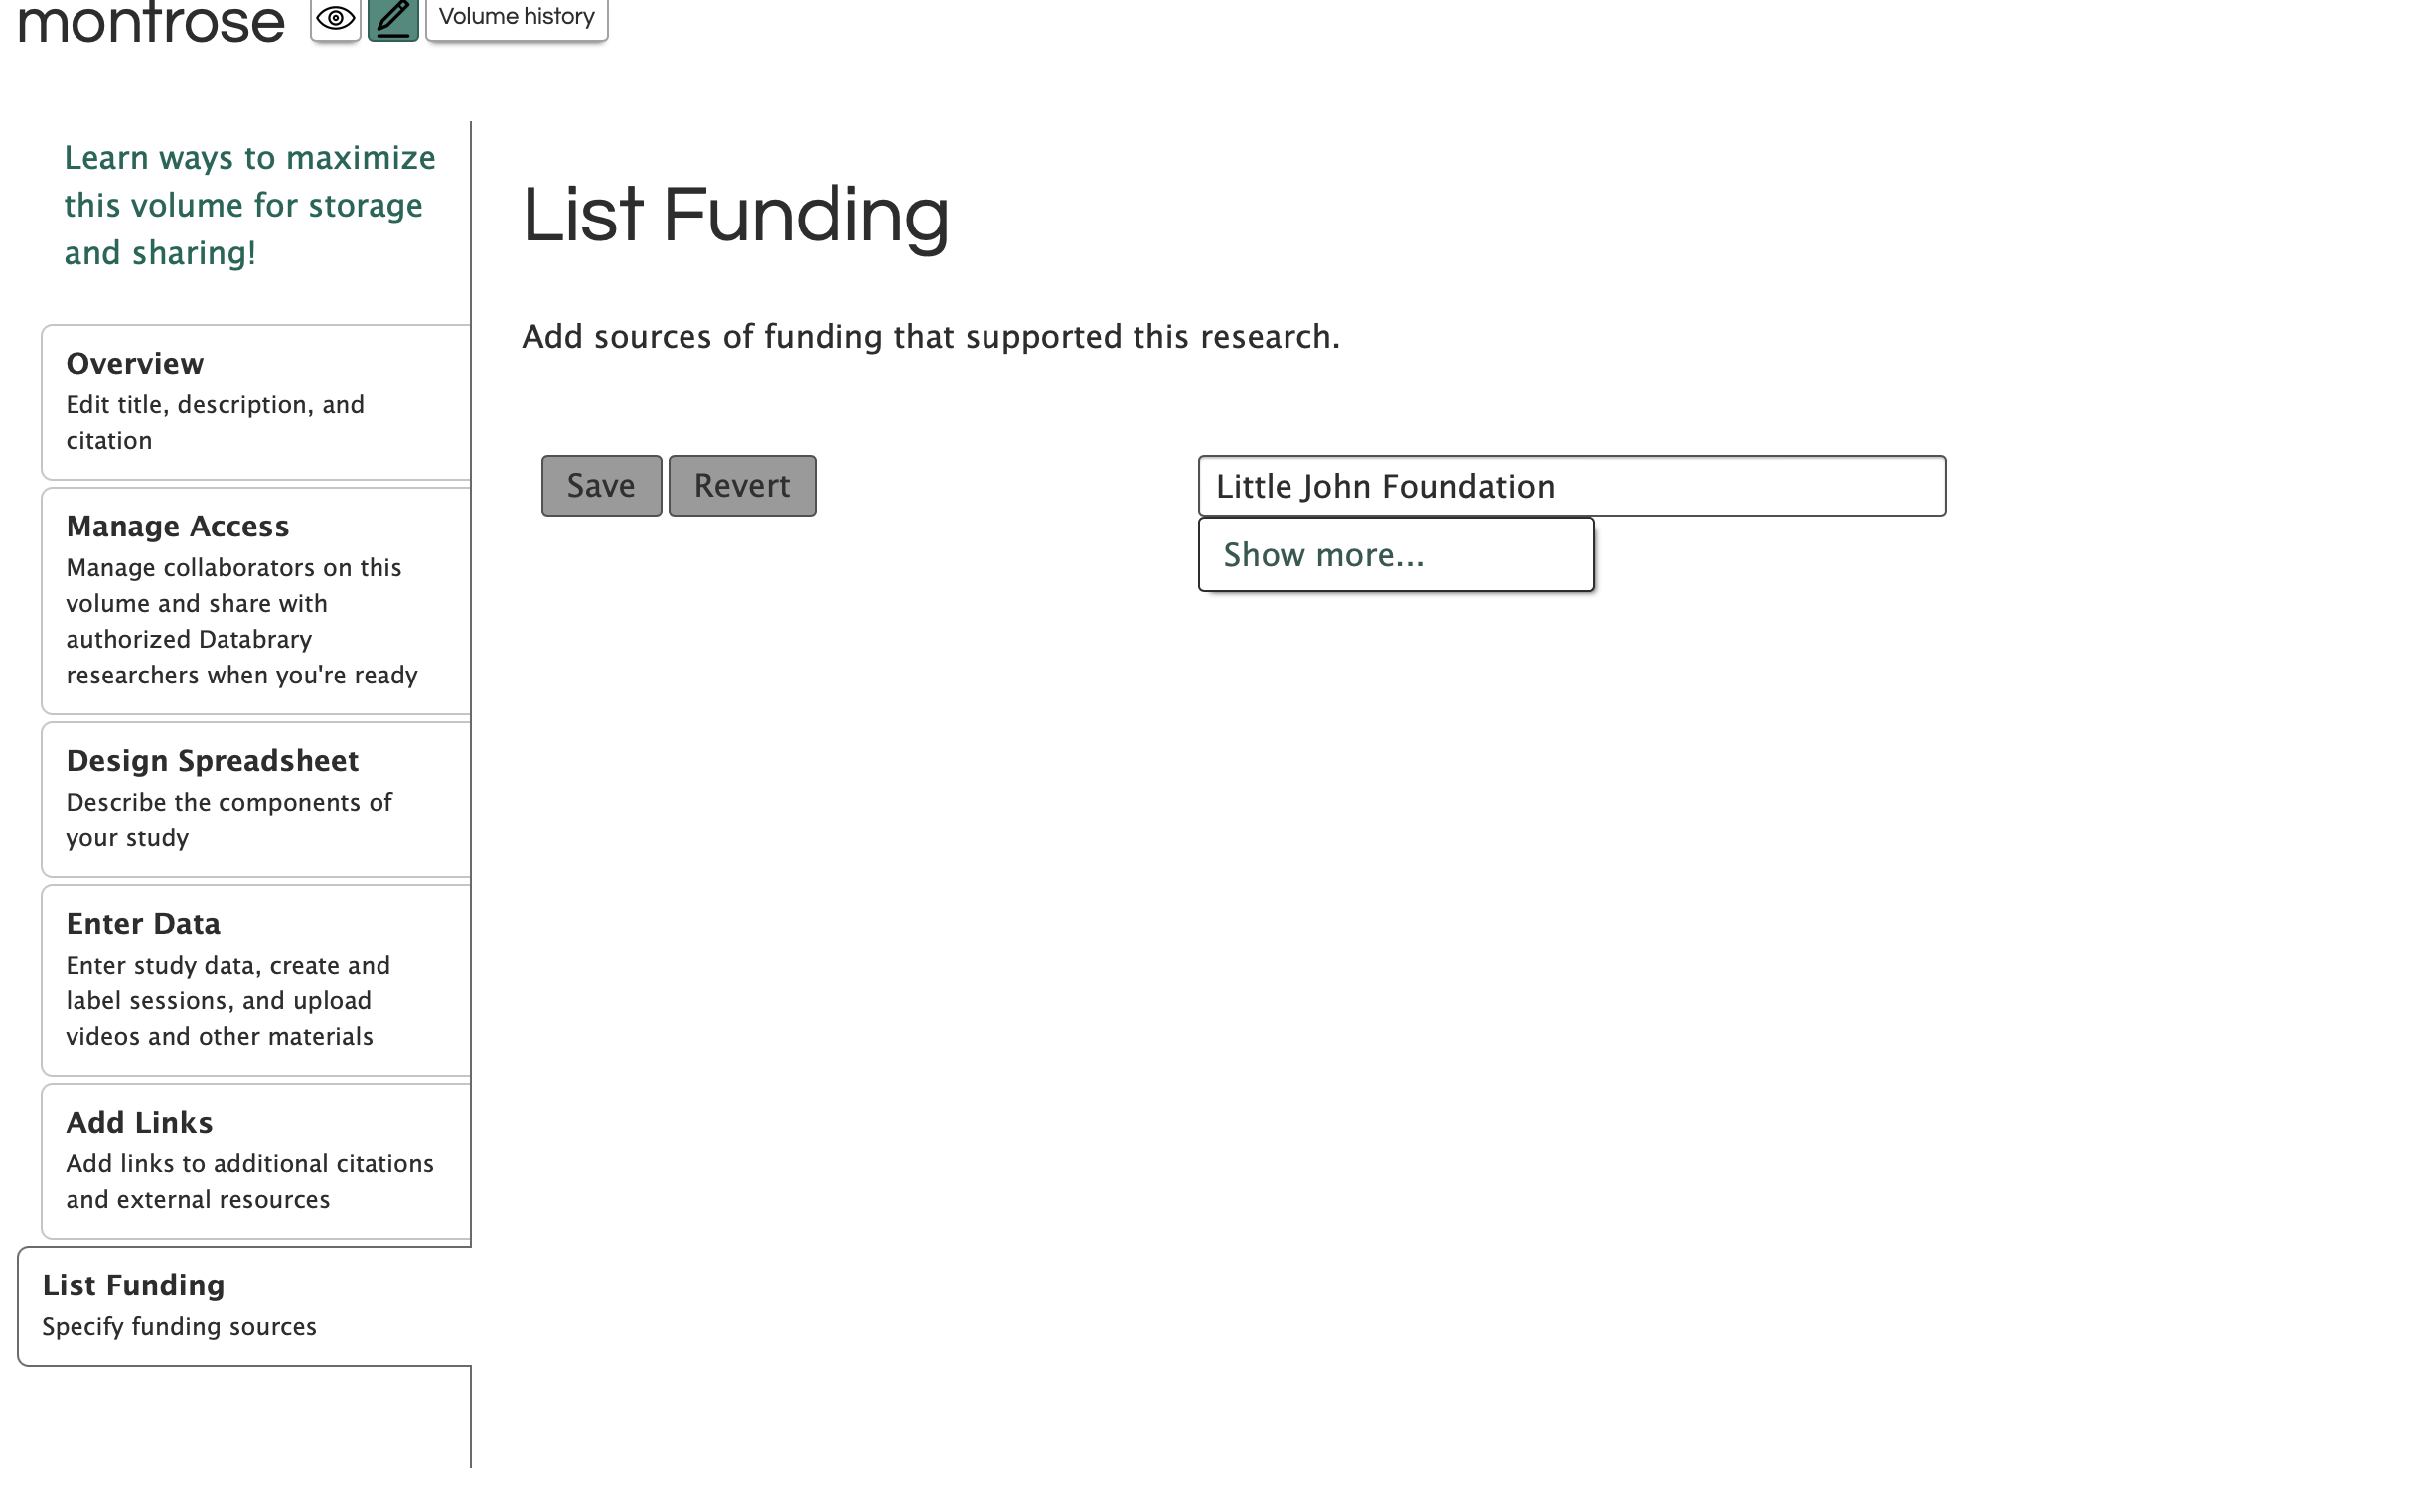 montrose
Volume history
Learn ways to maximize
this volume for storage
and sharing!
Overview
Edit title, description, and
citation
Manage Access
Manage collaborators on this
volume and share with
authorized Databrary
researchers when you're ready
Design Spreadsheet
Describe the components of
your study
Enter Data
Enter study data, create and
label sessions, and upload
videos and other materials
Add Links
Add links to additional citations
and external resources
List Funding
Specify funding sources
List Funding
Add sources of funding that supported this research.
Save Revert
Little John Foundation
Show more...